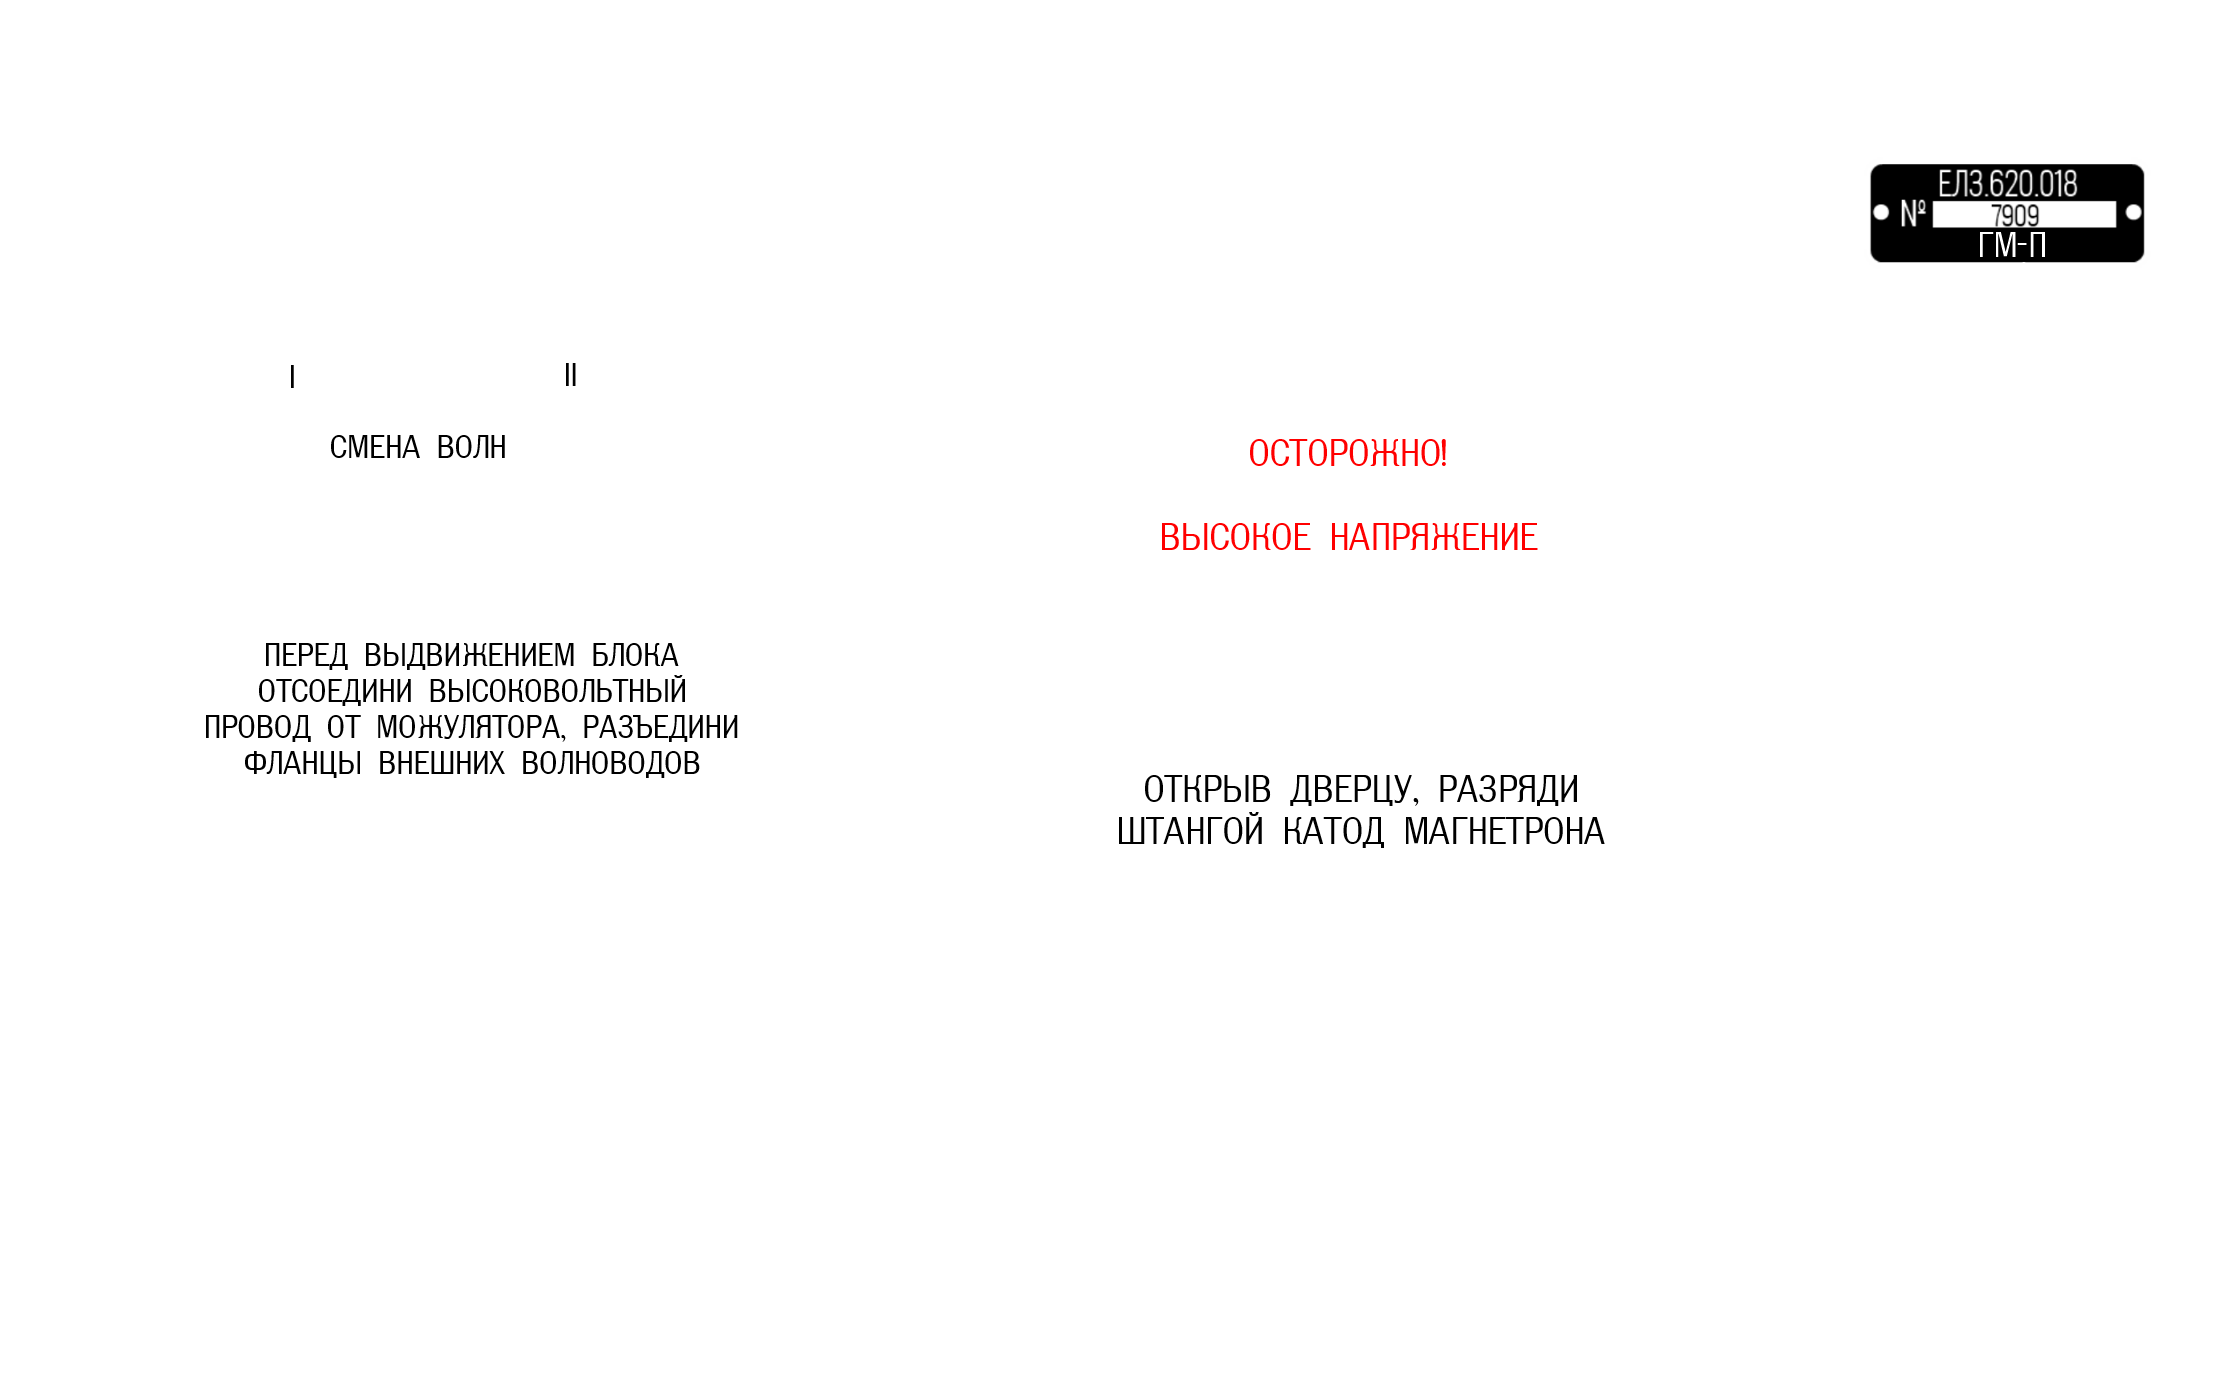 ЕЛ3.620.018
№ 7909
ГМ-П
I II
СМЕНА ВОЛН
ОСТОРОЖНО!
ВЫСОКОЕ НАПРЯЖЕНИЕ
ПЕРЕД ВЫДВИЖЕНИЕМ БЛОКА
ОТСОЕДИНИ ВЫСОКОВОЛЬТНЫЙ
ПРОВОД ОТ МОЖУЛЯТОРА, РАЗЪЕДИНИ
ФЛАНЦЫ ВНЕШНИХ ВОЛНОВОДОВ
ОТКРЫВ ДВЕРЦУ, РАЗРЯДИ
ШТАНГОЙ КАТОД МАГНЕТРОНА